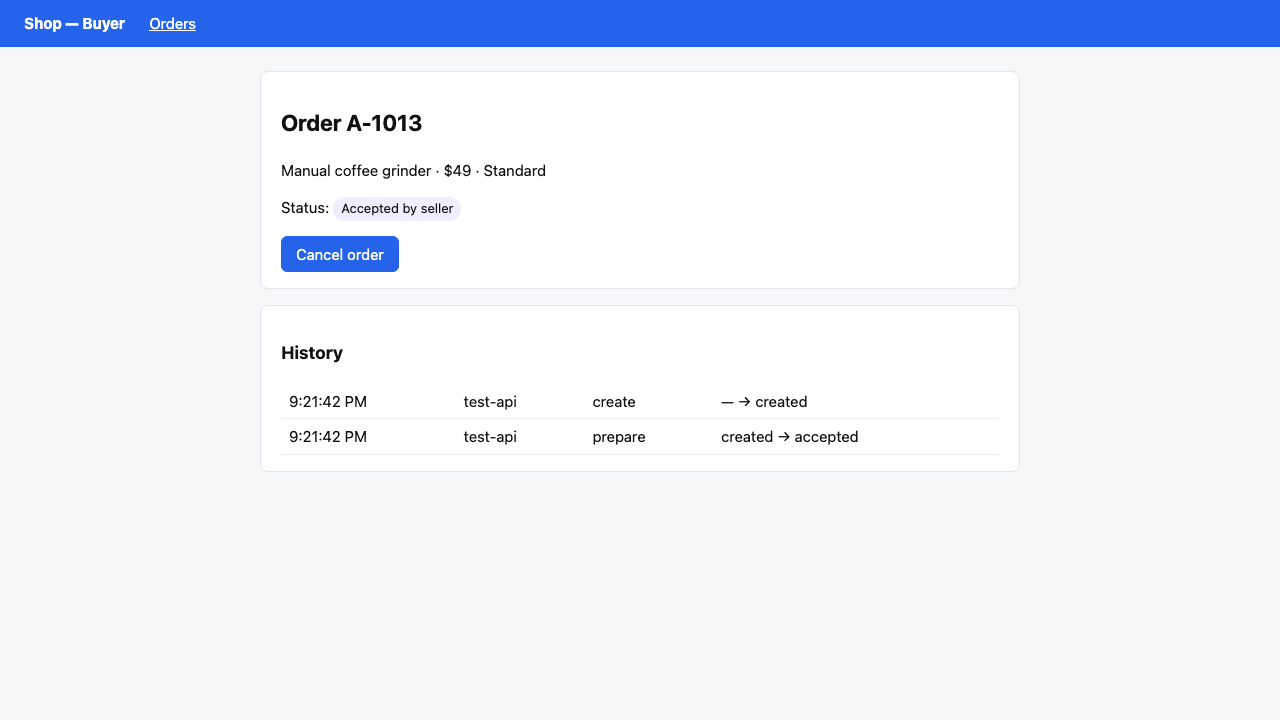 Shop — Buyer Orders
Order A-1013
Manual coffee grinder · $49 · Standard
Status: Accepted by seller
Cancel order
History
9:21:42 PM test-api create — → created
9:21:42 PM test-api prepare created → accepted